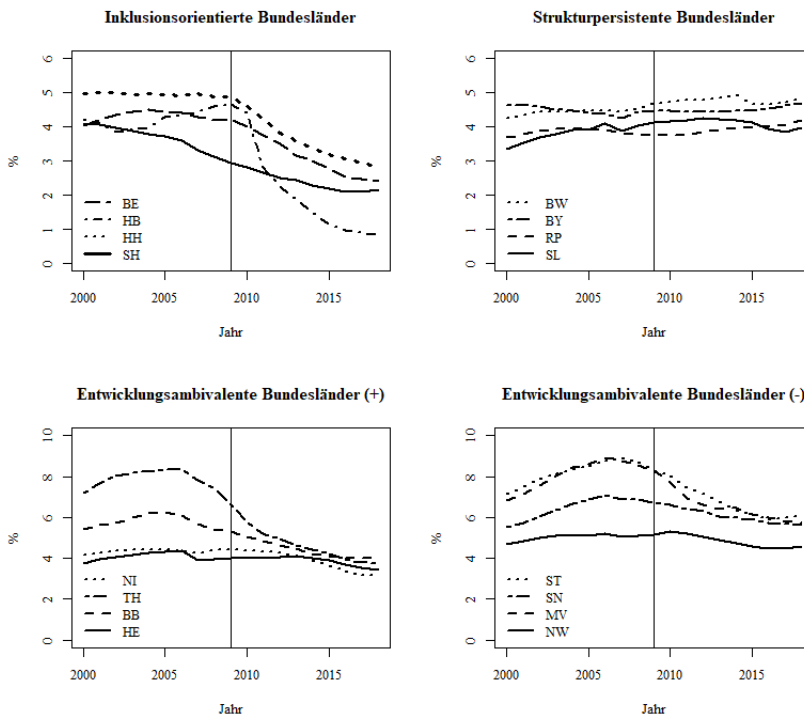 Inklusionsorientierte Bundesländer
6
5
4
3
2
1
0
%
BE
HB
HH
SH
2000 2005 2010 2015
Jahr
Strukturpersistente Bundesländer
6
5
4
3
2
1
0
%
BW
BY
RP
SL
2000 2005 2010 2015
Jahr
Entwicklungsambivalente Bundesländer (+)
10
8
6
4
2
0
%
NI
TH
BB
HE
2000 2005 2010 2015
Jahr
Entwicklungsambivalente Bundesländer (-)
10
8
6
4
2
0
%
ST
SN
MV
NW
2000 2005 2010 2015
Jahr